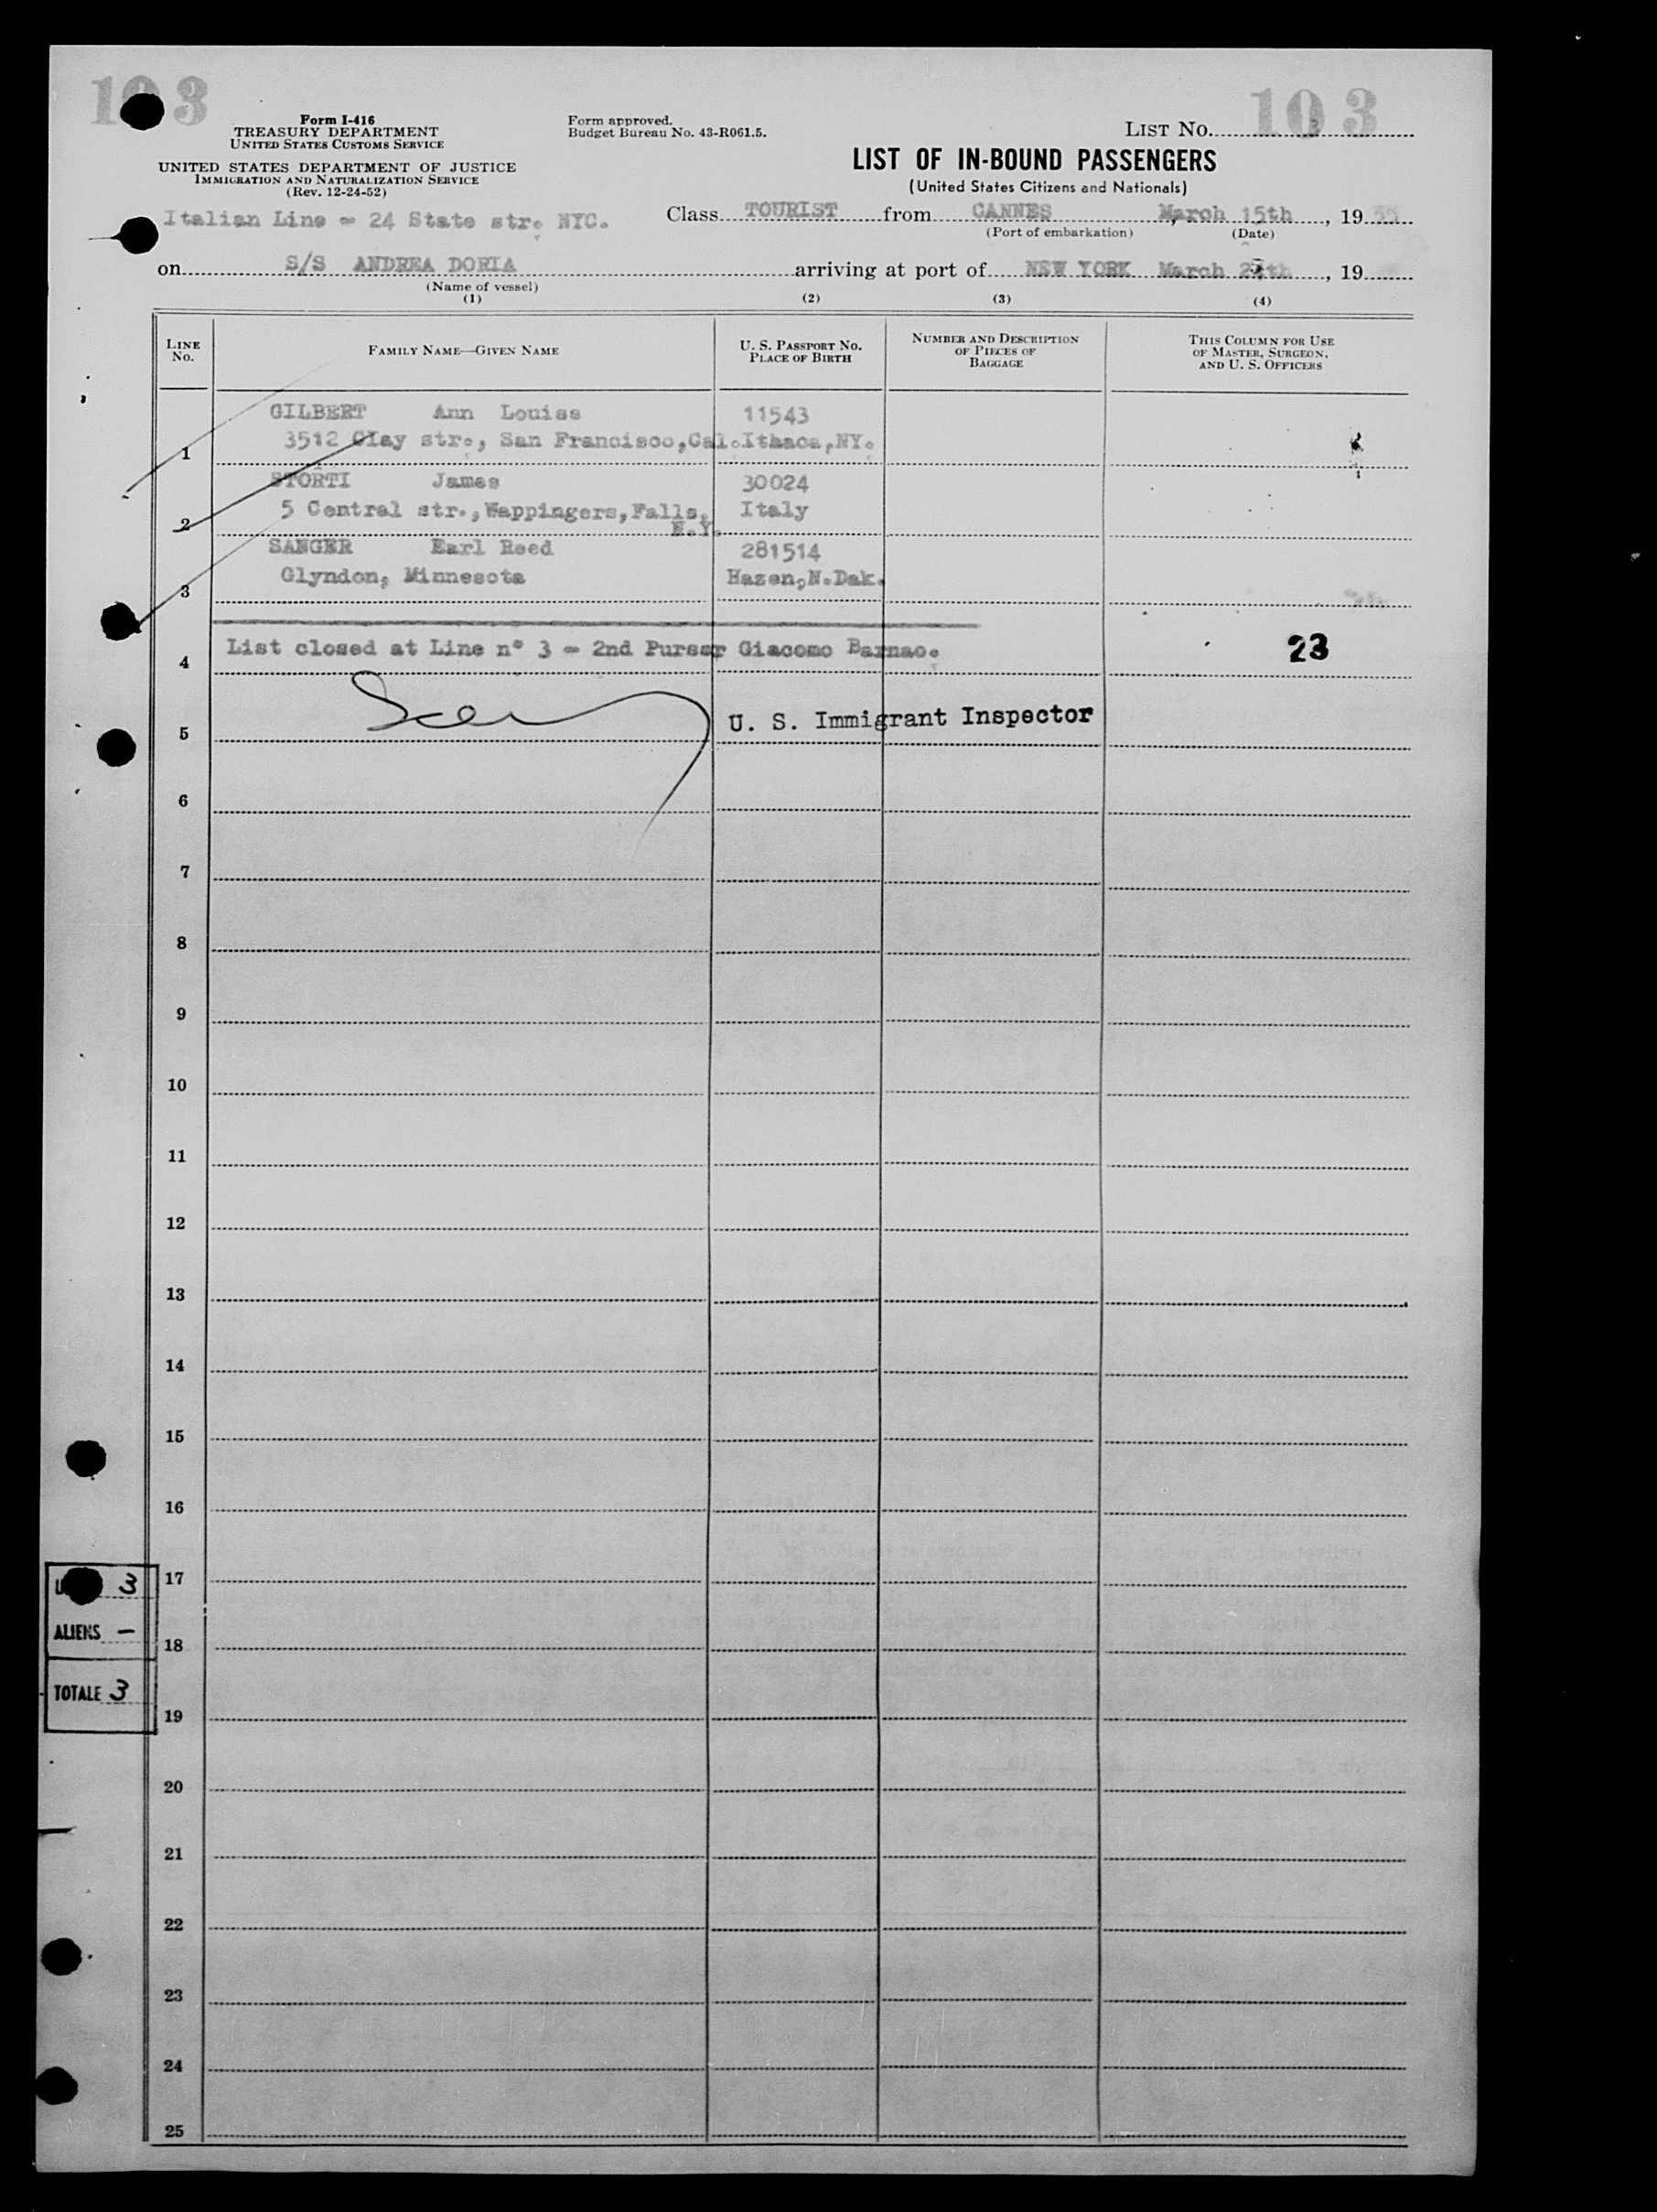 103 103
Form I-416
TREASURY DEPARTMENT
UNITED STATES CUSTOMS SERVICE
Form approved.
Budget Bureau No. 43-R061.5.
LIST No.
UNITED STATES DEPARTMENT OF JUSTICE
IMMIGRATION AND NATURALIZATION SERVICE
(Rev. 12-24-52)
LIST OF IN-BOUND PASSENGERS
(United States Citizens and Nationals)
Italian Line - 24 State str. NYC.
Class TOURIST from CANNES March 15th, 1955
(Port of embarkation) (Date)
on S/S ANDREA DORIA arriving at port of NEW YORK March, 19
(Name of vessel)
(1) (2) (3) (4)
LINE No.
FAMILY NAME—GIVEN NAME
U. S. PASSPORT No. PLACE OF BIRTH
NUMBER AND DESCRIPTION OF PIECES OF BAGGAGE
THIS COLUMN FOR USE OF MASTER, SURGEON, AND U. S. OFFICERS
GILBERT Ann Louise 11543
1 3512 Clay str., San Francisco,Cal. Ithaca,NY.
STORTI James 30024
2 5 Central str.,Wappingers,Falls, N.Y. Italy
SANGER Earl Reed 281514
3 Glyndon, Minnesota Hazen,N.Dak.
4 List closed at Line n° 3 - 2nd Purser Giacomo Barnao. 23
5 U. S. Immigrant Inspector
6
7
8
9
10
11
12
13
14
15
16
17
18
19
20
21
22
23
24
25
3
ALIENS —
TOTALE 3